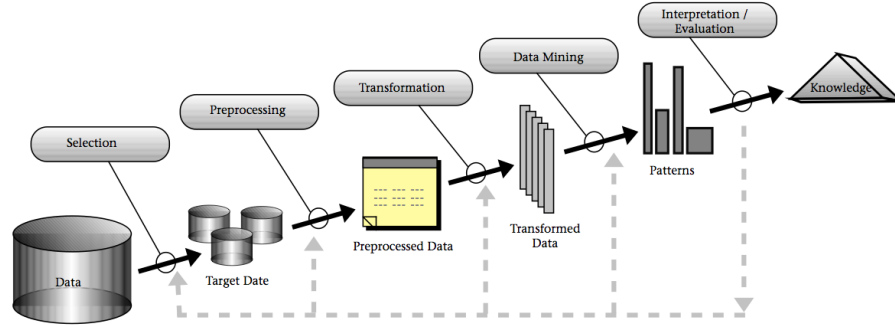 Interpretation /
Evaluation
Data Mining
Transformation
Preprocessing
Selection
Data
Target Date
Preprocessed Data
Transformed
Data
Patterns
Knowledge